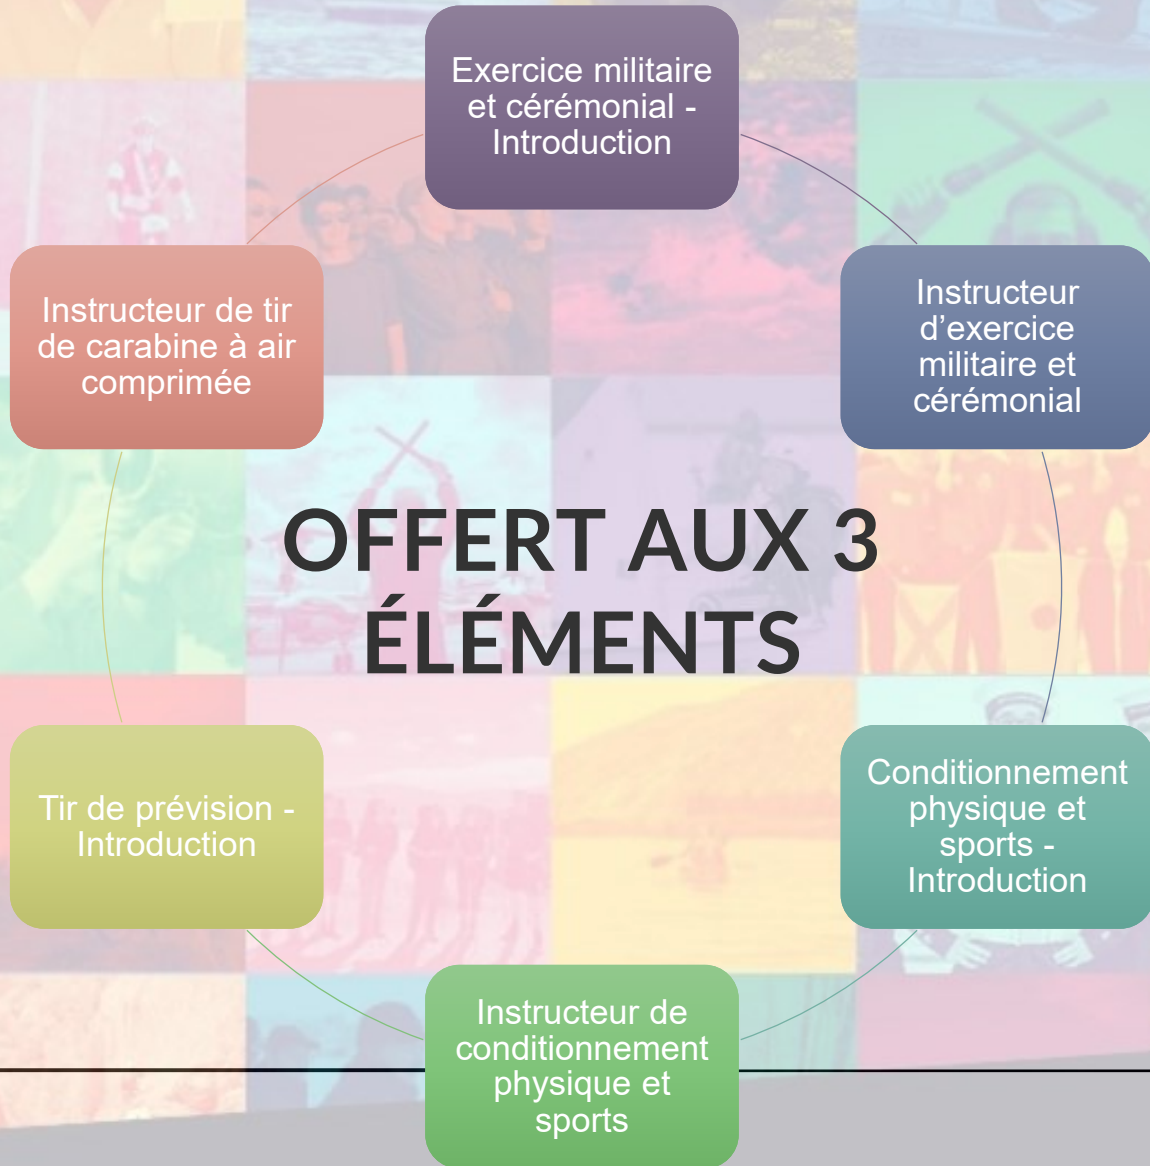 Exercice militaire
et cérémonial -
Introduction
Instructeur
d’exercice
militaire et
cérémonial
Conditionnement
physique et
sports -
Introduction
Instructeur de
conditionnement
physique et
sports
Tir de prévision -
Introduction
Instructeur de tir
de carabine à air
comprimée
OFFERT AUX 3
ÉLÉMENTS